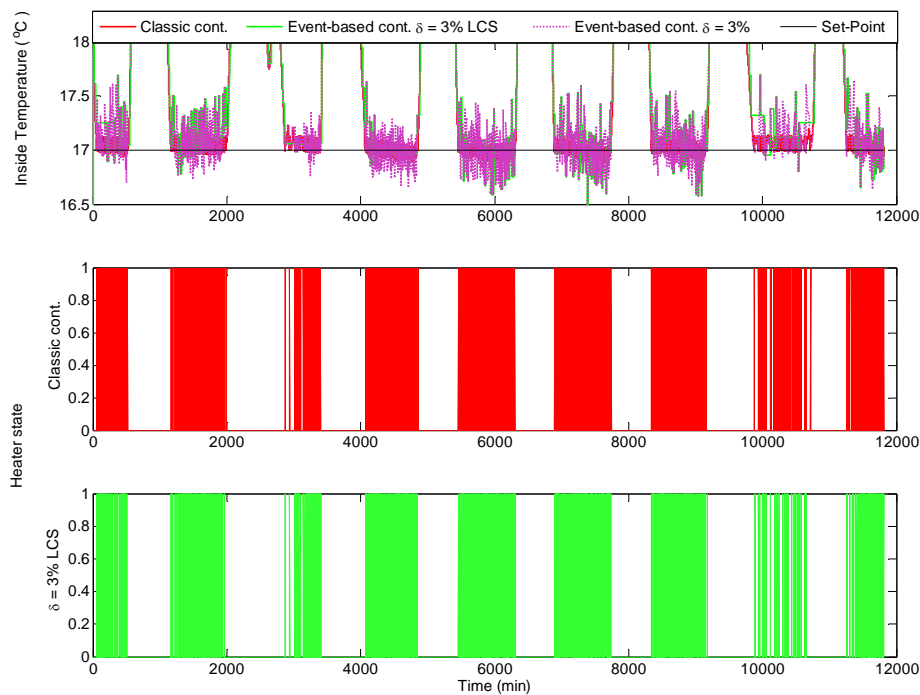 Classic cont. Event-based cont. δ = 3% LCS Event-based cont. δ = 3% Set-Point
Inside Temperature ( ºC )
18
17.5
17
16.5
0 2000 4000 6000 8000 10000 12000
Heater state
Classic cont.
1
0.8
0.6
0.4
0.2
0
0 2000 4000 6000 8000 10000 12000
δ = 3% LCS
1
0.8
0.6
0.4
0.2
0
0 2000 4000 6000 8000 10000 12000
Time (min)